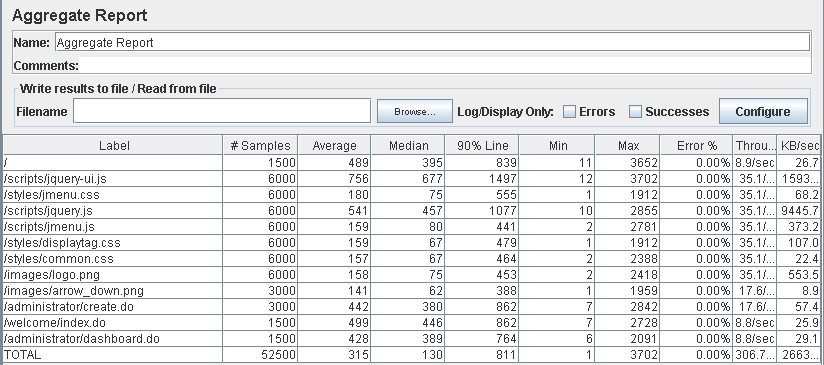 Aggregate Report
Name: Aggregate Report
Comments:
Write results to file / Read from file
Filename Browse... Log/Display Only: Errors Successes Configure
Label # Samples Average Median 90% Line Min Max Error % Throu... KB/sec
/ 1500 489 395 839 11 3652 0.00% 8.9/sec 26.7
/scripts/jquery-ui.js 6000 756 677 1497 12 3702 0.00% 35.1/... 1593...
/styles/jmenu.css 6000 180 75 555 1 1912 0.00% 35.1/... 68.2
/scripts/jquery.js 6000 541 457 1077 10 2855 0.00% 35.1/... 9445.7
/scripts/jmenu.js 6000 159 80 441 2 2781 0.00% 35.1/... 373.2
/styles/displaytag.css 6000 159 67 479 1 1912 0.00% 35.1/... 107.0
/styles/common.css 6000 157 67 464 2 2388 0.00% 35.1/... 22.4
/images/logo.png 6000 158 75 453 2 2418 0.00% 35.1/... 553.5
/images/arrow_down.png 3000 141 62 388 1 1959 0.00% 17.6/... 8.9
/administrator/create.do 3000 442 380 862 7 2842 0.00% 17.6/... 57.4
/welcome/index.do 1500 499 446 862 7 2728 0.00% 8.8/sec 25.9
/administrator/dashboard.do 1500 428 389 764 6 2091 0.00% 8.8/sec 29.1
TOTAL 52500 315 130 811 1 3702 0.00% 306.7... 2663...